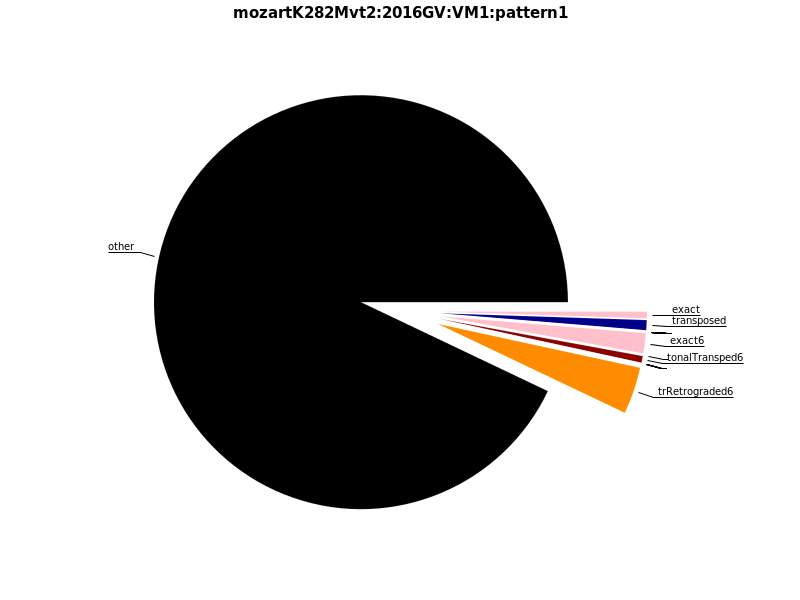 mozartK282Mvt2:2016GV:VM1:pattern1
other
exact
transposed
exact6
tonalTransped6
trRetrograded6